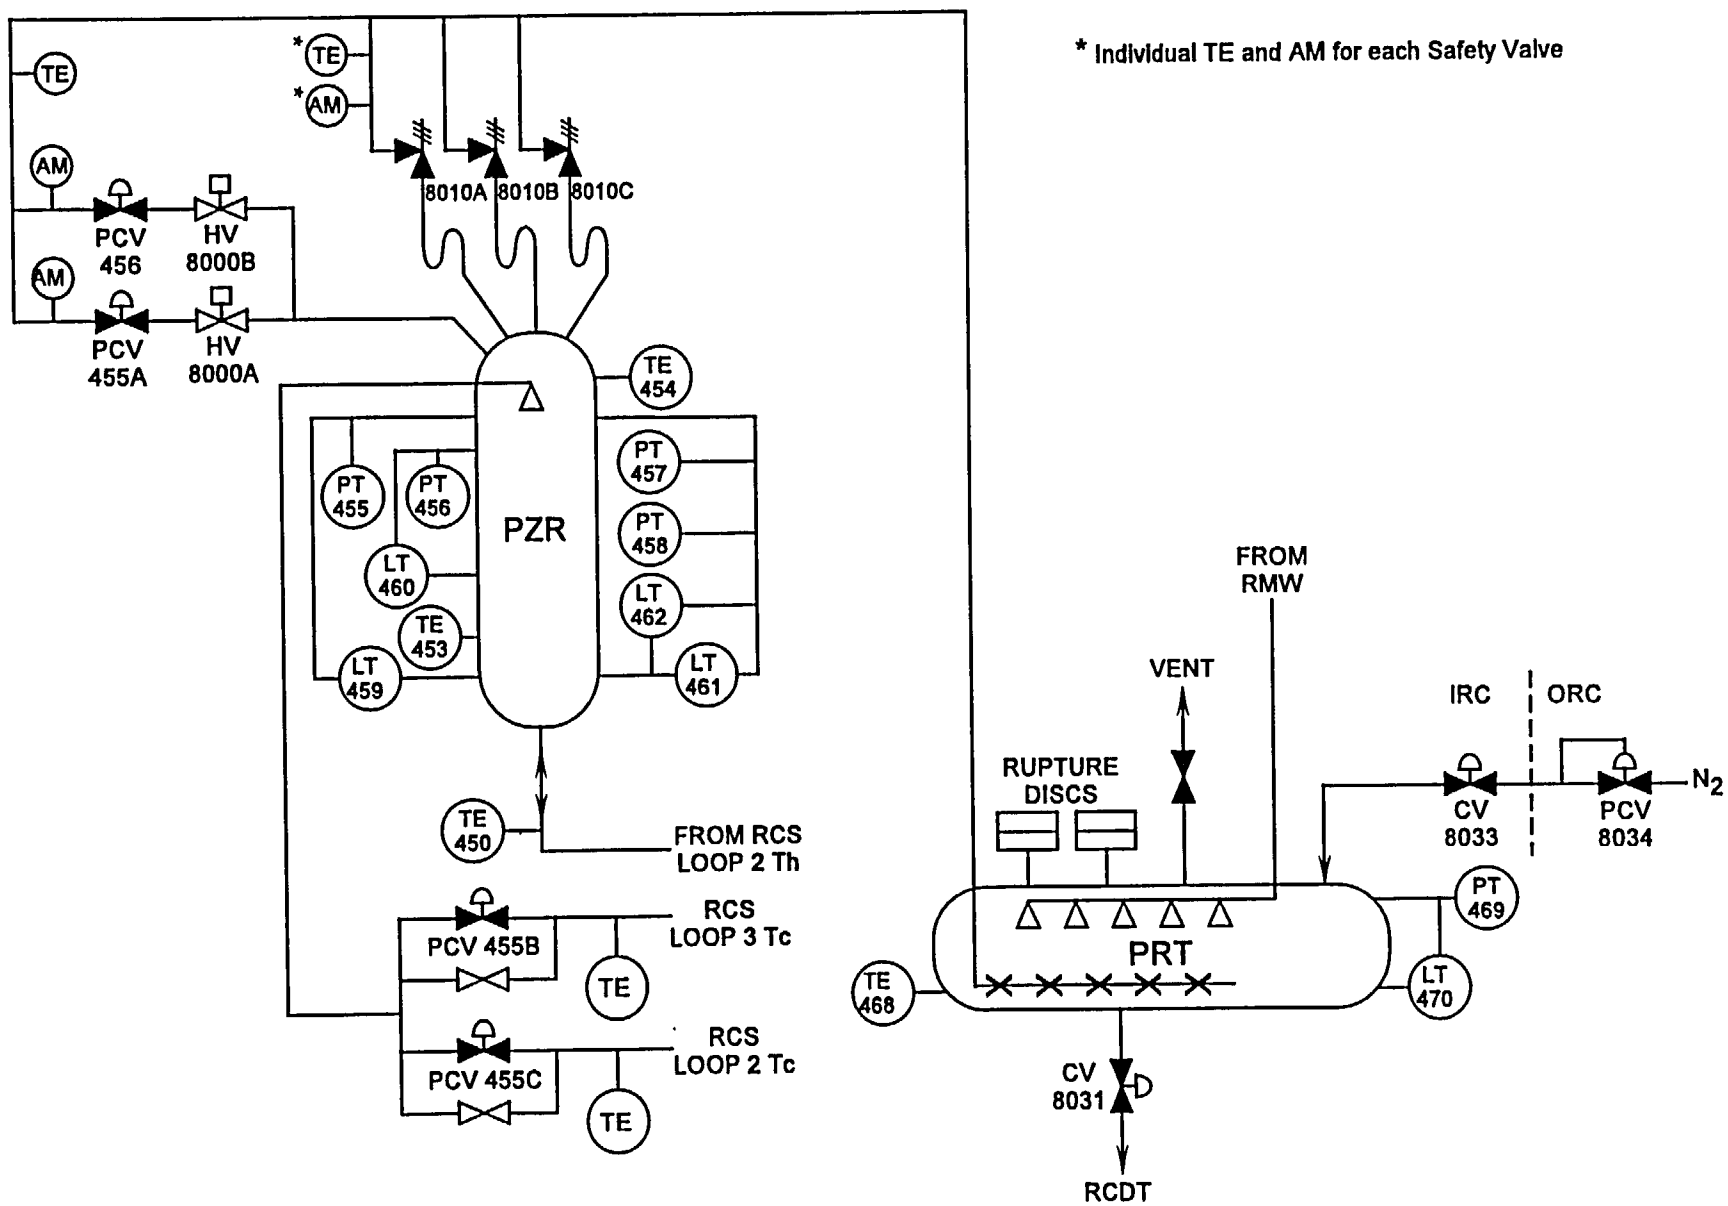 * Individual TE and AM for each Safety Valve
TE
* TE
* AM
AM
8010A
8010B
8010C
PCV
456
HV
8000B
AM
PCV
455A
HV
8000A
TE
454
PT
455
PT
456
PT
457
PZR
PT
458
LT
460
LT
462
TE
453
LT
459
LT
461
TE
450
FROM RCS
LOOP 2 Th
RCS
LOOP 3 Tc
PCV 455B
TE
RCS
LOOP 2 Tc
PCV 455C
TE
FROM
RMW
VENT
IRC
ORC
RUPTURE
DISCS
N2
CV
8033
PCV
8034
PT
469
PRT
TE
468
LT
470
CV
8031
RCDT